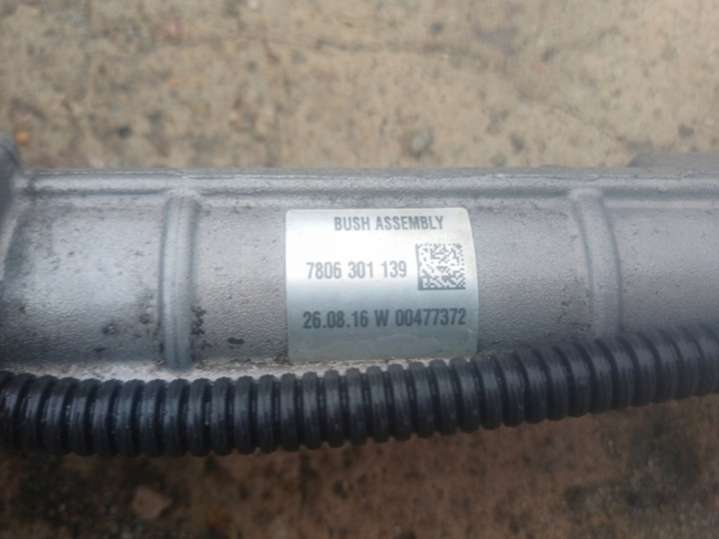 BUSH ASSEMBLY
7806 301 139
26.08.16 W 00477372